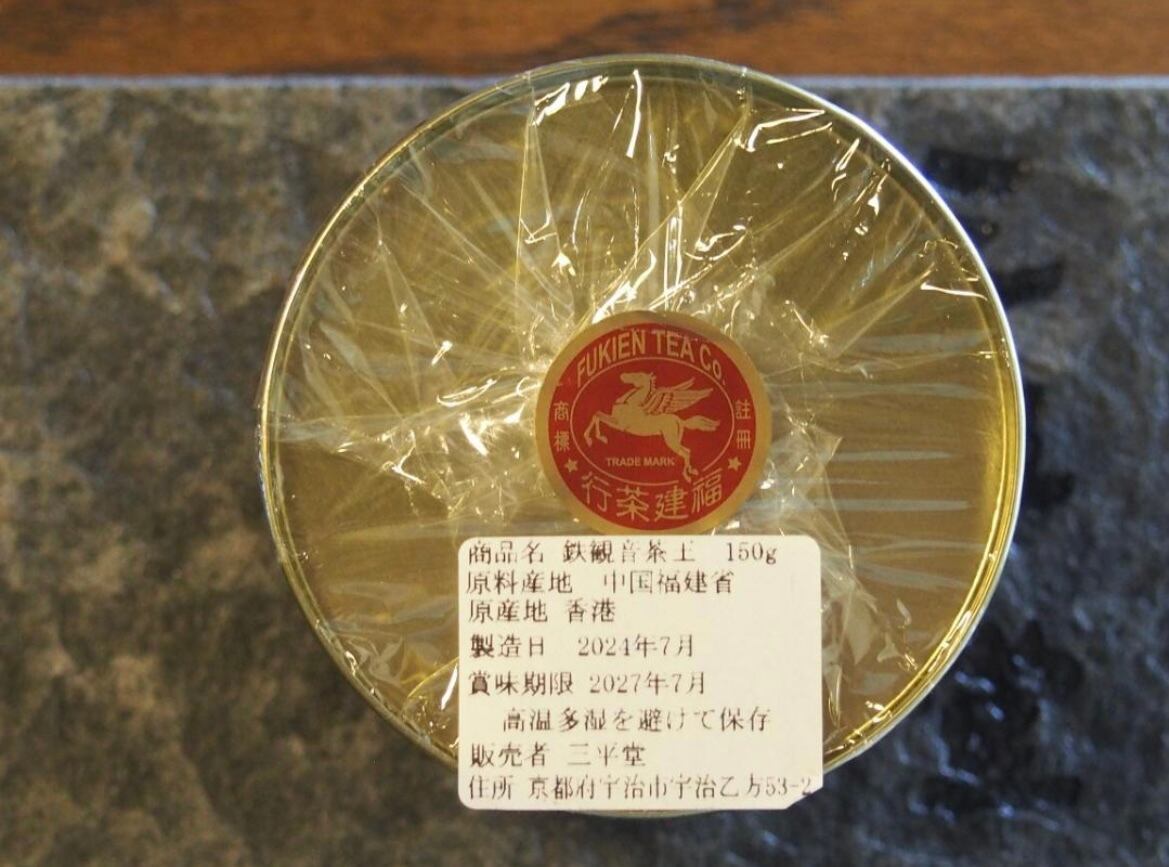 FUKIEN TEA CO.
商標
註冊
TRADE MARK
行茶建福
商品名 鉄観音茶王 150g
原料産地 中国福建省
原産地 香港
製造日 2024年7月
賞味期限 2027年7月
高温多湿を避けて保存
販売者 三平堂
住所 京都府宇治市宇治乙方53-2